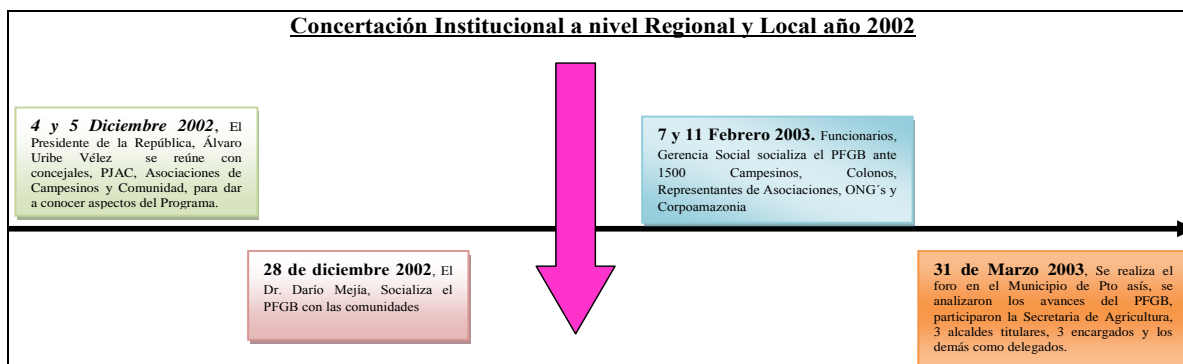 Concertación Institucional a nivel Regional y Local año 2002
4 y 5 Diciembre 2002, El
Presidente de la República, Álvaro
Uribe Vélez se reúne con
concejales, PJAC, Asociaciones de
Campesinos y Comunidad, para dar
a conocer aspectos del Programa.
7 y 11 Febrero 2003. Funcionarios,
Gerencia Social socializa el PFGB ante
1500 Campesinos, Colonos,
Representantes de Asociaciones, ONG´s y
Corpoamazonia
28 de diciembre 2002, El
Dr. Darío Mejía, Socializa el
PFGB con las comunidades
31 de Marzo 2003, Se realiza el
foro en el Municipio de Pto asís, se
analizaron los avances del PFGB,
participaron la Secretaria de Agricultura,
3 alcaldes titulares, 3 encargados y los
demás como delegados.